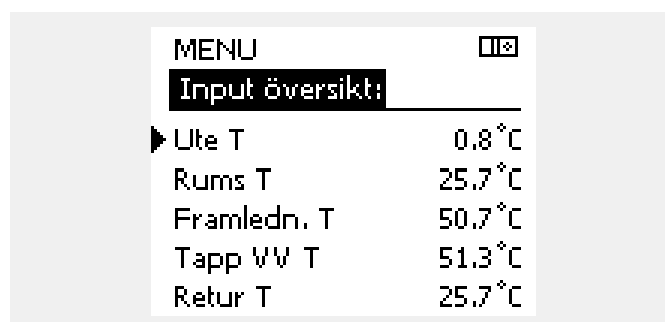 MENU
Input översikt:
Ute T 0.8°C
Rums T 25.7°C
Framledn. T 50.7°C
Tapp VV T 51.3°C
Retur T 25.7°C